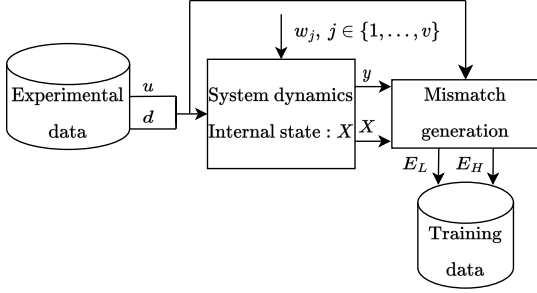 w_j, j ∈ {1, . . . , v}
Experimental
data
u
d
System dynamics
Internal state : X
y
X
Mismatch
generation
E_L
E_H
Training
data